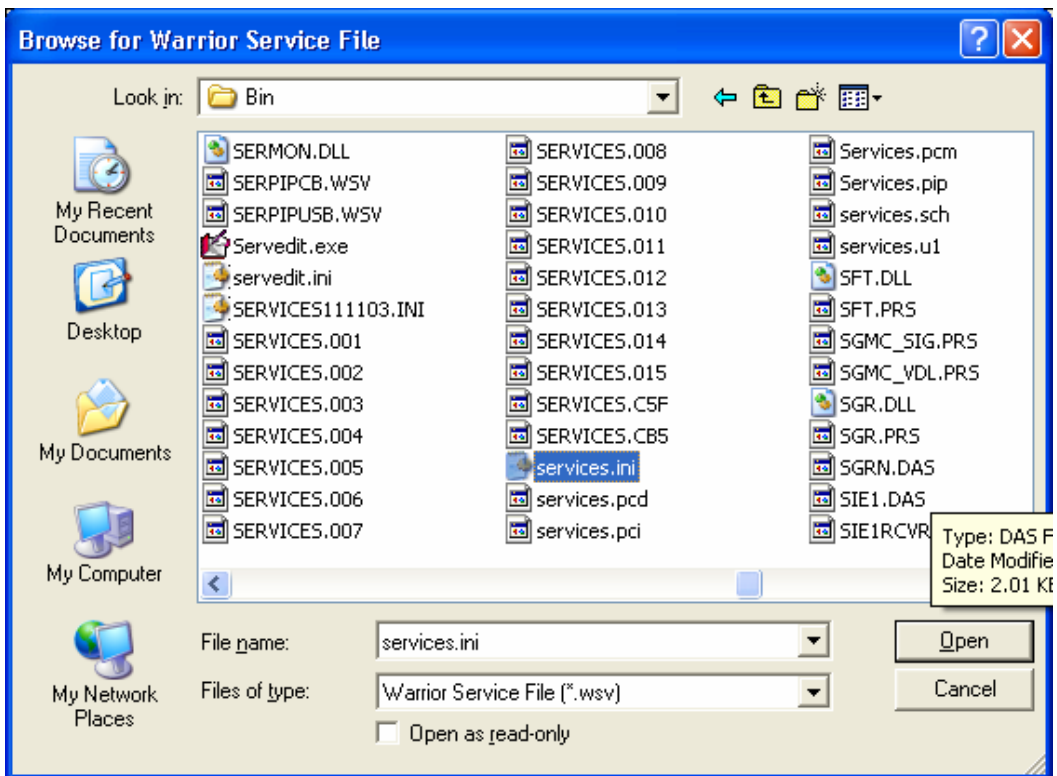 Browse for Warrior Service File
Look in:
Bin
My Recent
Documents
Desktop
My Documents
My Computer
My Network
Places
SERMON.DLL
SERPIPCB.WSV
SERPIPUSB.WSV
Servedit.exe
servedit.ini
SERVICES111103.INI
SERVICES.001
SERVICES.002
SERVICES.003
SERVICES.004
SERVICES.005
SERVICES.006
SERVICES.007
SERVICES.008
SERVICES.009
SERVICES.010
SERVICES.011
SERVICES.012
SERVICES.013
SERVICES.014
SERVICES.015
SERVICES.C5F
SERVICES.CB5
services.ini
services.pcd
services.pci
Services.pcm
Services.pip
services.sch
services.u1
SFT.DLL
SFT.PRS
SGMC_SIG.PRS
SGMC_VDL.PRS
SGR.DLL
SGR.PRS
SGRN.DAS
SIE1.DAS
SIE1RCVR
Type: DAS F
Date Modifie
Size: 2.01 KB
File name:
services.ini
Open
Files of type:
Warrior Service File (*.wsv)
Cancel
Open as read-only